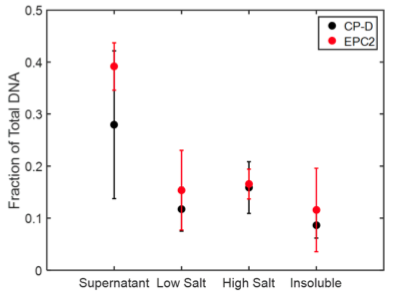 0.5
CP-D
EPC2
0.4
0.3
0.2
0.1
0
Fraction of Total DNA
Supernatant Low Salt High Salt Insoluble